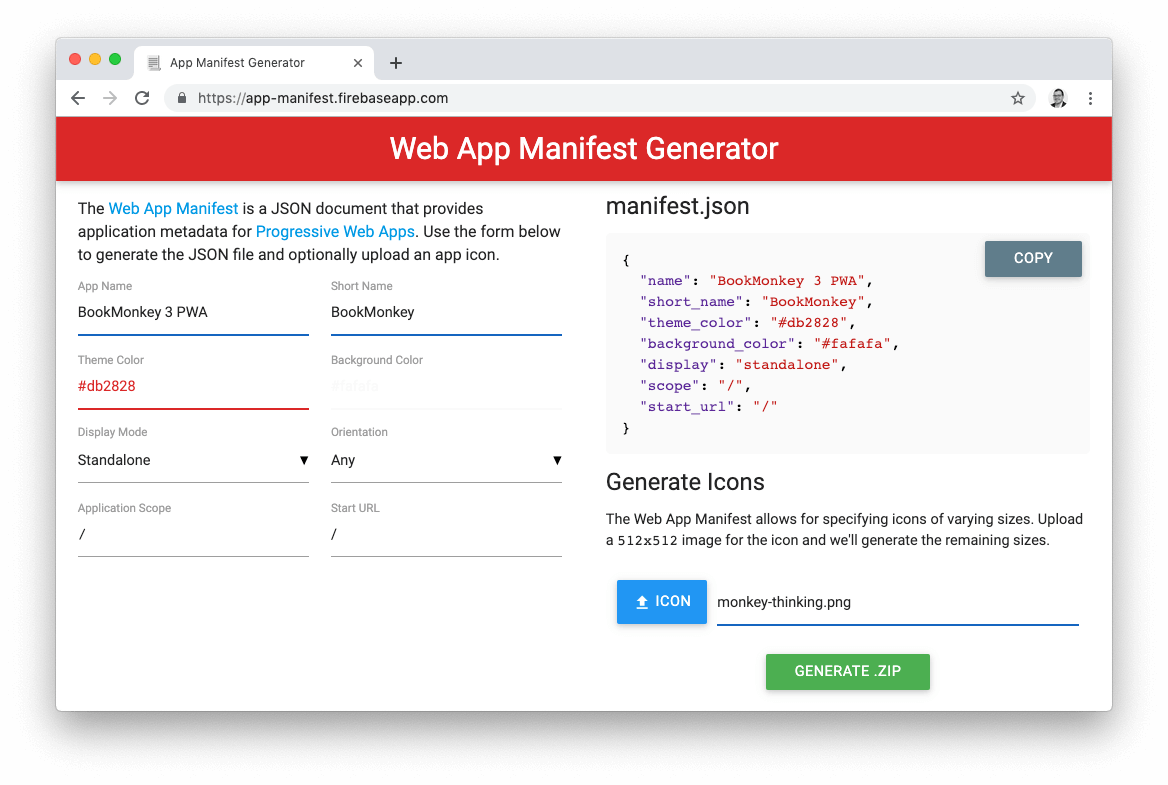 App Manifest Generator
https://app-manifest.firebaseapp.com
Web App Manifest Generator
The Web App Manifest is a JSON document that provides
application metadata for Progressive Web Apps. Use the form below
to generate the JSON file and optionally upload an app icon.
App Name
BookMonkey 3 PWA
Short Name
BookMonkey
Theme Color
#db2828
Background Color
#fafafa
Display Mode
Standalone
Orientation
Any
Application Scope
/
Start URL
/
manifest.json
COPY
{
"name": "BookMonkey 3 PWA",
"short_name": "BookMonkey",
"theme_color": "#db2828",
"background_color": "#fafafa",
"display": "standalone",
"scope": "/",
"start_url": "/"
}
Generate Icons
The Web App Manifest allows for specifying icons of varying sizes. Upload
a 512x512 image for the icon and we'll generate the remaining sizes.
ICON
monkey-thinking.png
GENERATE .ZIP